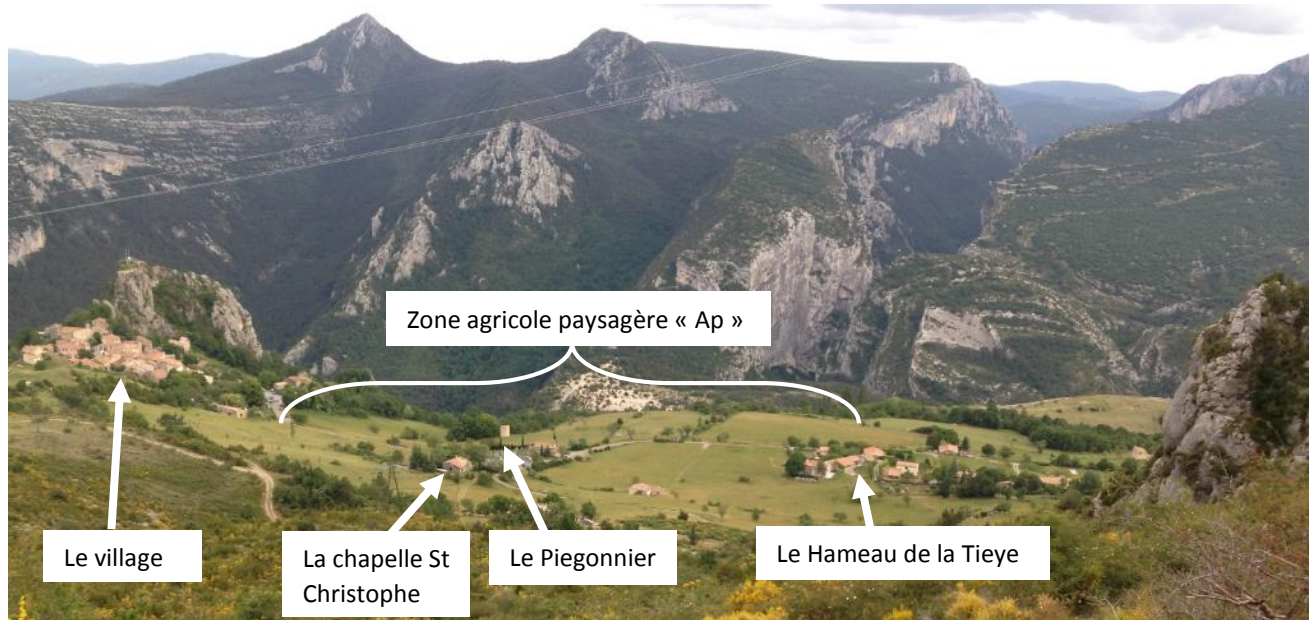 Zone agricole paysagère « Ap »
Le village
La chapelle St
Christophe
Le Piegonnier
Le Hameau de la Tieye